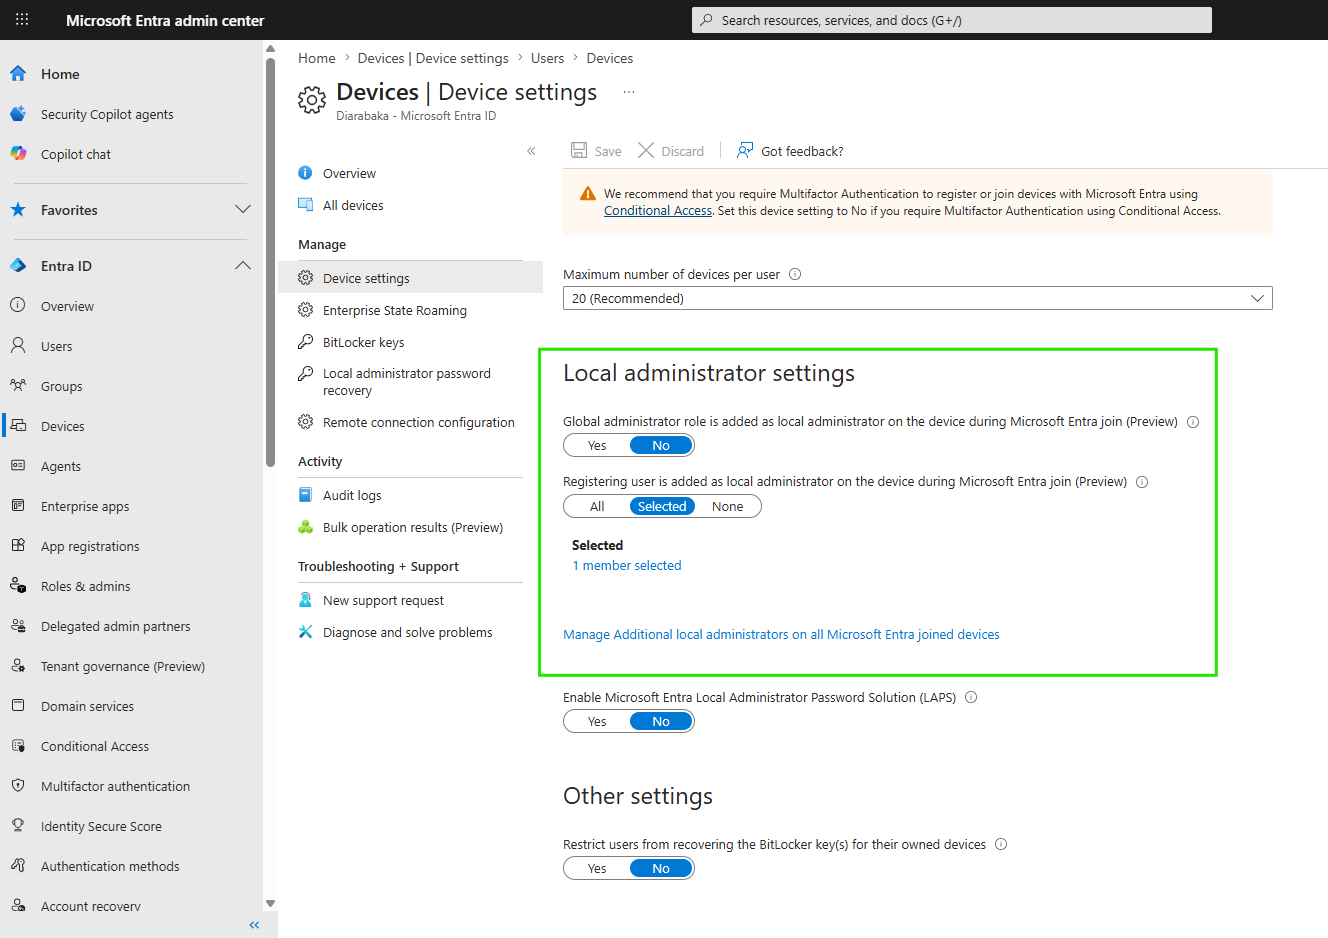 Microsoft Entra admin center
Search resources, services, and docs (G+/)
Home
Security Copilot agents
Copilot chat
Favorites
Entra ID
Overview
Users
Groups
Devices
Agents
Enterprise apps
App registrations
Roles & admins
Delegated admin partners
Tenant governance (Preview)
Domain services
Conditional Access
Multifactor authentication
Identity Secure Score
Authentication methods
Account recovery
Home > Devices | Device settings > Users > Devices
Devices | Device settings
Diarabaka - Microsoft Entra ID
Overview
All devices
Manage
Device settings
Enterprise State Roaming
BitLocker keys
Local administrator password
recovery
Remote connection configuration
Activity
Audit logs
Bulk operation results (Preview)
Troubleshooting + Support
New support request
Diagnose and solve problems
Save Discard Got feedback?
We recommend that you require Multifactor Authentication to register or join devices with Microsoft Entra using
Conditional Access. Set this device setting to No if you require Multifactor Authentication using Conditional Access.
Maximum number of devices per user
20 (Recommended)
Local administrator settings
Global administrator role is added as local administrator on the device during Microsoft Entra join (Preview)
Yes No
Registering user is added as local administrator on the device during Microsoft Entra join (Preview)
All Selected None
Selected
1 member selected
Manage Additional local administrators on all Microsoft Entra joined devices
Enable Microsoft Entra Local Administrator Password Solution (LAPS)
Yes No
Other settings
Restrict users from recovering the BitLocker key(s) for their owned devices
Yes No